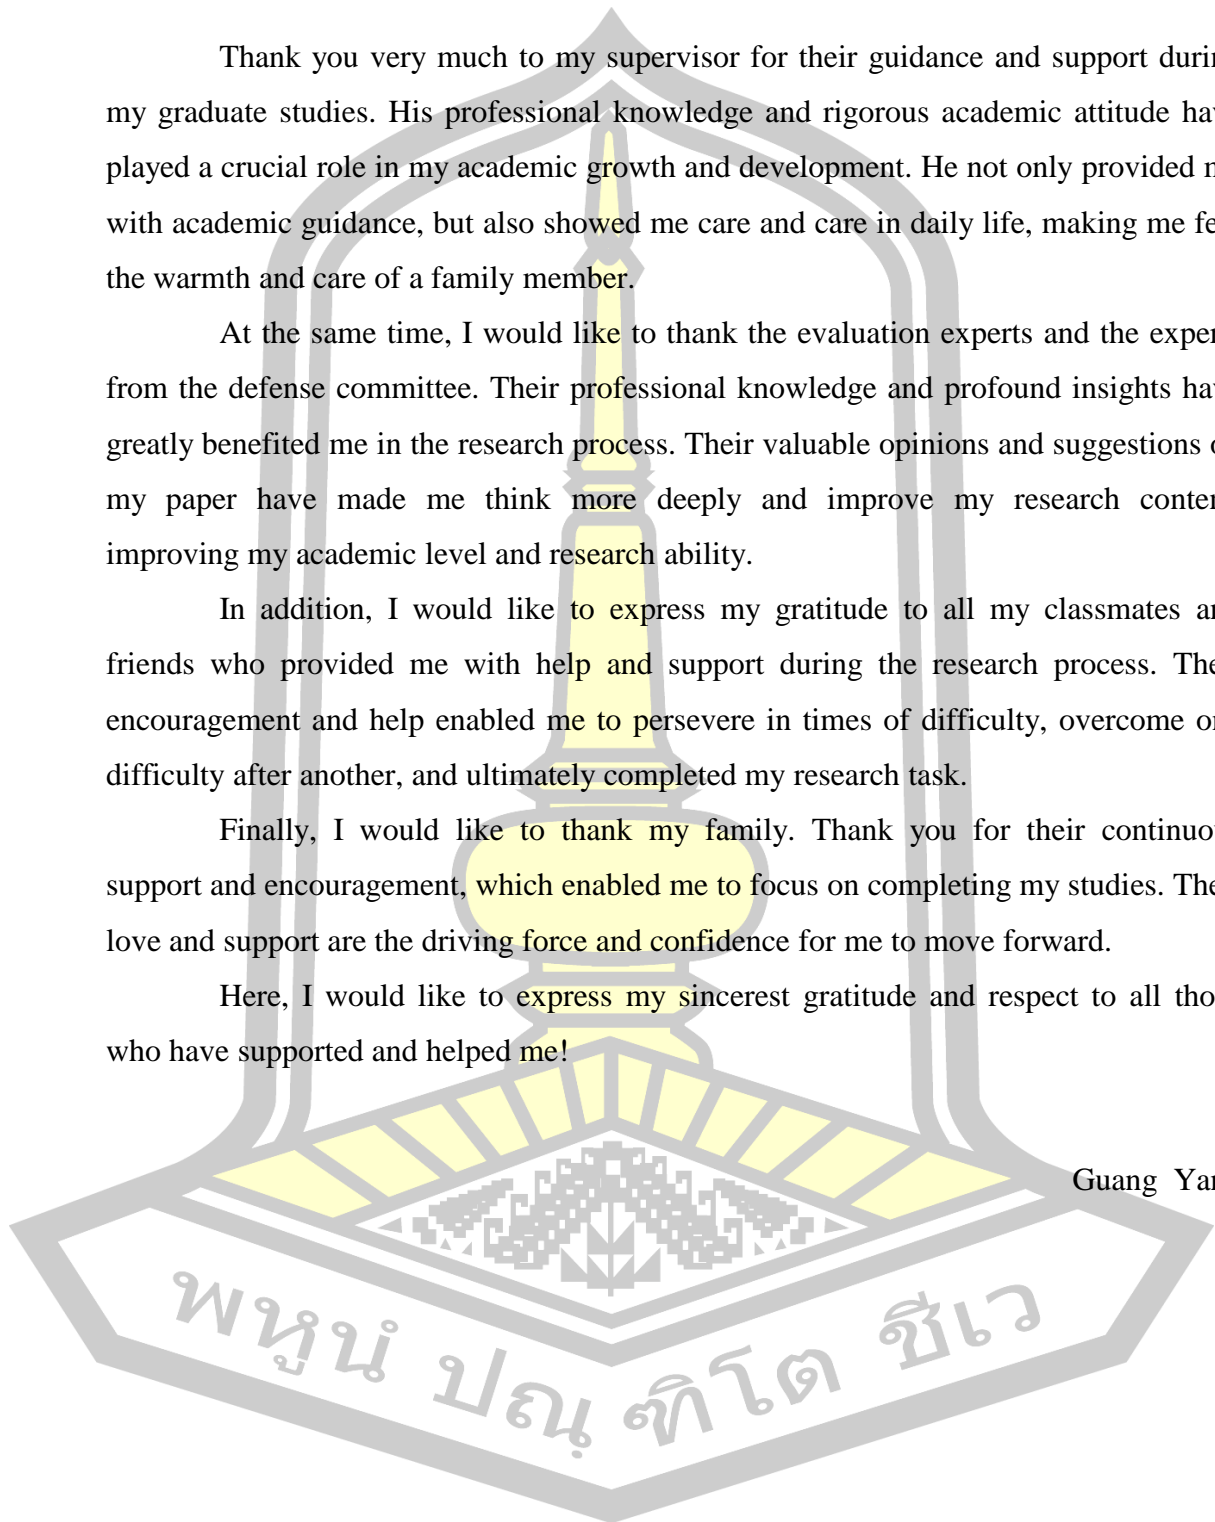 Thank you very much to my supervisor for their guidance and support durin
my graduate studies. His professional knowledge and rigorous academic attitude hav
played a crucial role in my academic growth and development. He not only provided m
with academic guidance, but also showed me care and care in daily life, making me fe
the warmth and care of a family member.
At the same time, I would like to thank the evaluation experts and the exper
from the defense committee. Their professional knowledge and profound insights hav
greatly benefited me in the research process. Their valuable opinions and suggestions o
my paper have made me think more deeply and improve my research conten
improving my academic level and research ability.
In addition, I would like to express my gratitude to all my classmates an
friends who provided me with help and support during the research process. The
encouragement and help enabled me to persevere in times of difficulty, overcome on
difficulty after another, and ultimately completed my research task.
Finally, I would like to thank my family. Thank you for their continuou
support and encouragement, which enabled me to focus on completing my studies. The
love and support are the driving force and confidence for me to move forward.
Here, I would like to express my sincerest gratitude and respect to all tho
who have supported and helped me!
Guang Yan
พหูนํ ปณฺฑิโต ชีเว